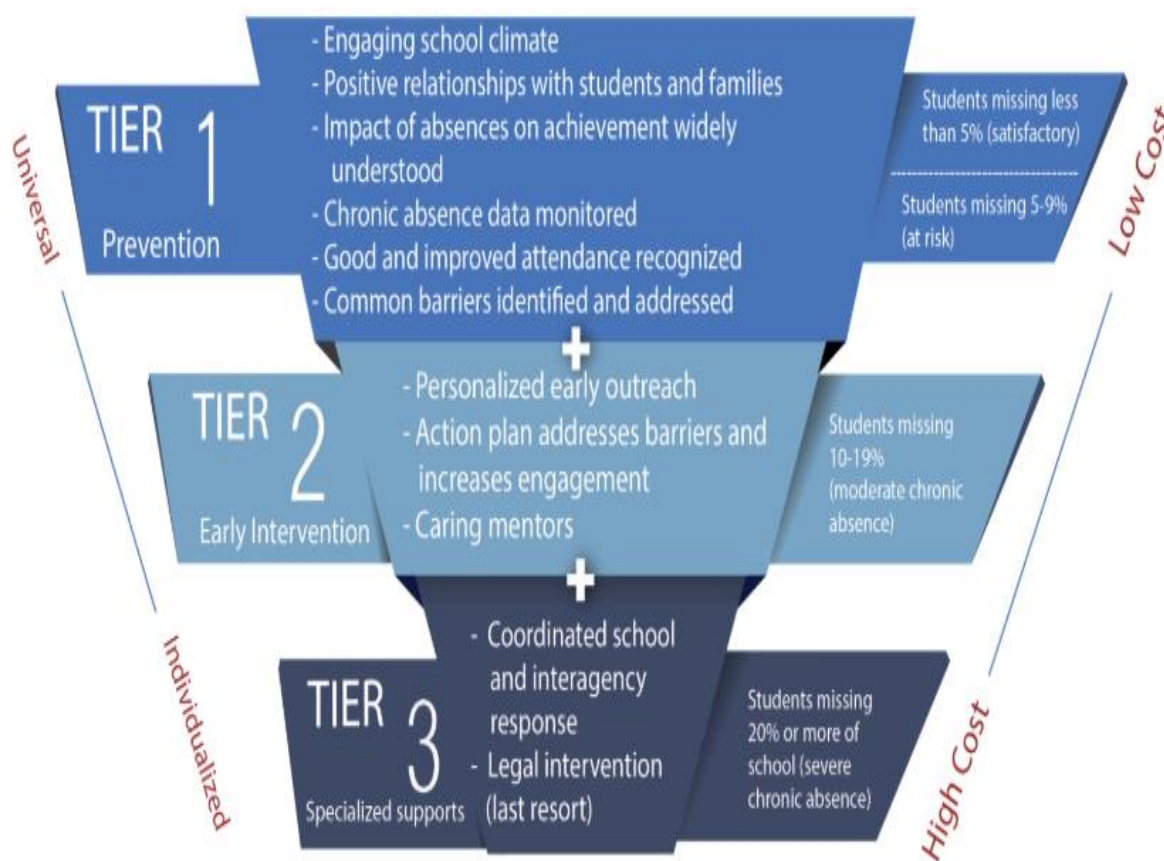 Universal
Individualized
TIER 1
Prevention
- Engaging school climate
- Positive relationships with students and families
- Impact of absences on achievement widely
understood
- Chronic absence data monitored
- Good and improved attendance recognized
- Common barriers identified and addressed
Students missing less
than 5% (satisfactory)
Students missing 5-9%
(at risk)
+
TIER 2
Early Intervention
- Personalized early outreach
- Action plan addresses barriers and
increases engagement
- Caring mentors
Students missing
10-19%
(moderate chronic
absence)
+
TIER 3
Specialized supports
- Coordinated school
and interagency
response
- Legal intervention
(last resort)
Students missing
20% or more of
school (severe
chronic absence)
Low Cost
High Cost